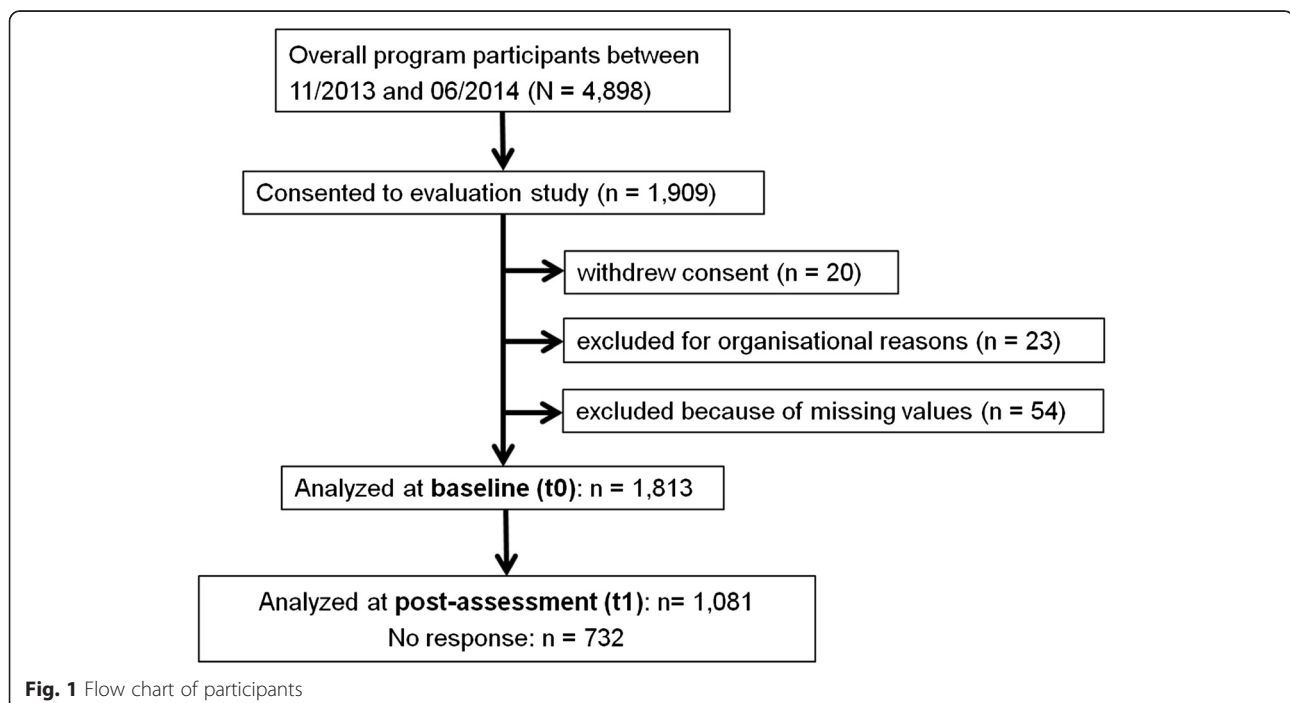 Overall program participants between
11/2013 and 06/2014 (N = 4,898)
Consented to evaluation study (n = 1,909)
withdrew consent (n = 20)
excluded for organisational reasons (n = 23)
excluded because of missing values (n = 54)
Analyzed at baseline (t0): n = 1,813
Analyzed at post-assessment (t1): n= 1,081
No response: n = 732
Fig. 1 Flow chart of participants